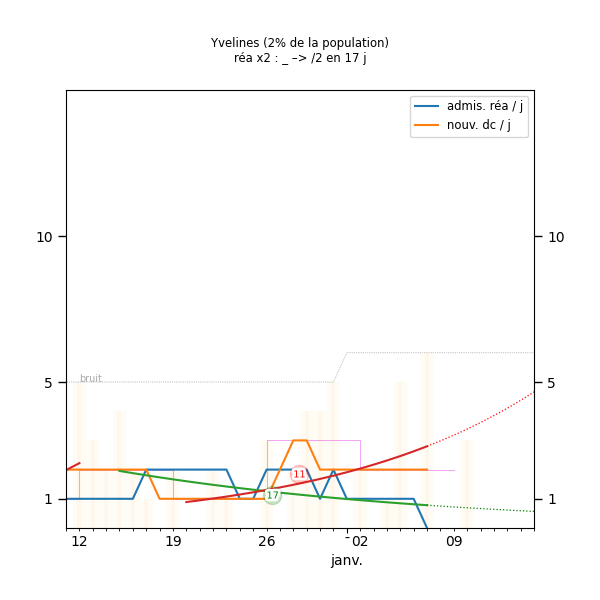 Yvelines (2% de la population)
réa x2 : _ –> /2 en 17 j
admis. réa / j
nouv. dc / j
10
10
bruit
5
5
11
17
1
1
12
19
26
02
09
janv.